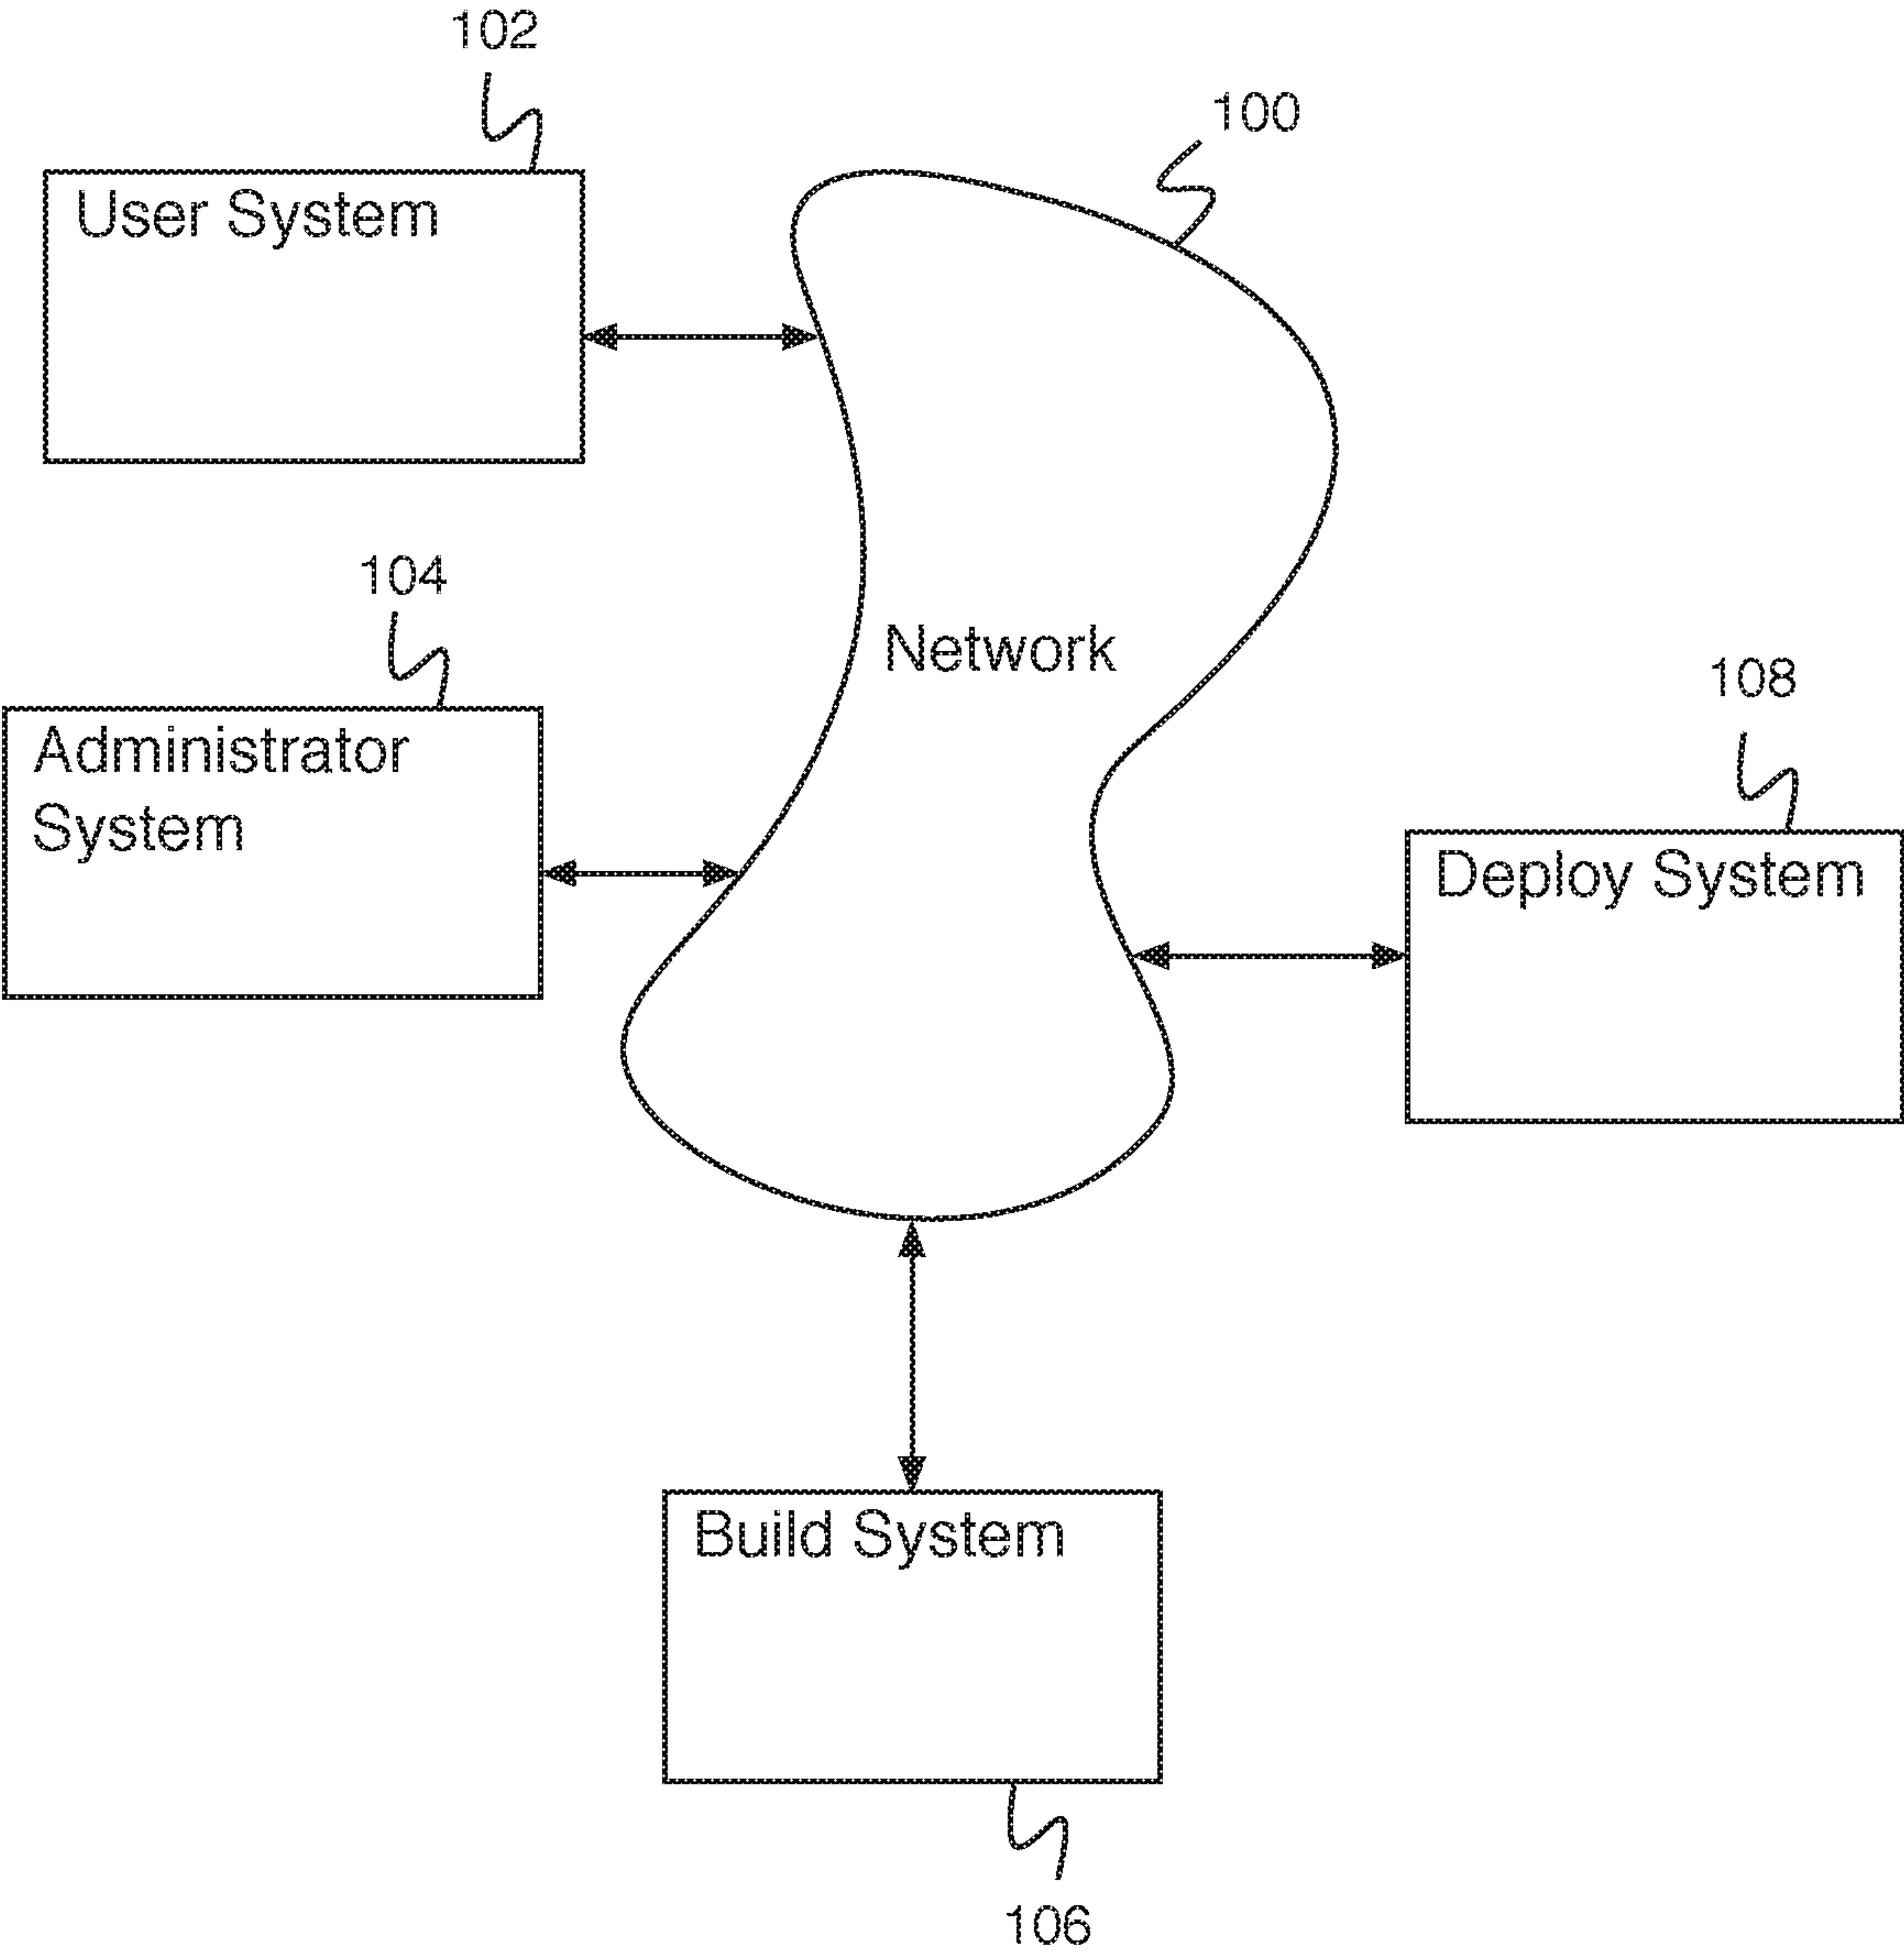 102
100
User System
104
Network
108
Administrator
System
Deploy System
Build System
106